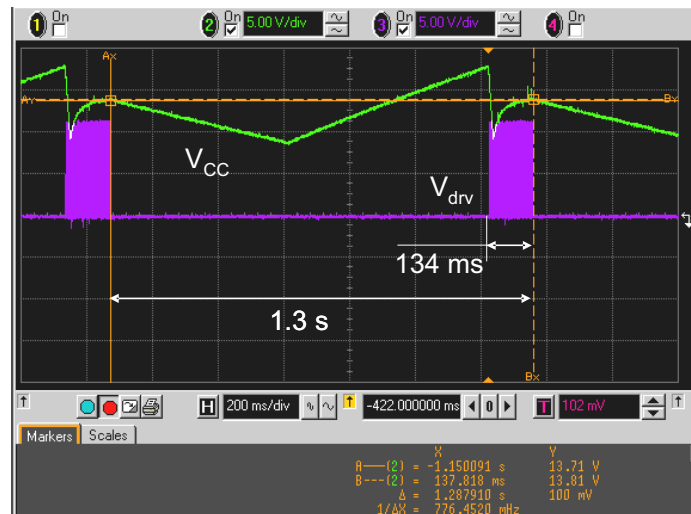 1 On 2 On 5.00 V/div 3 On 5.00 V/div 4 On
Ax
Ay By
VCC
Vdrv
134 ms
1.3 s
Bx
H 200 ms/div -422.000000 ms 0 T 102 mV
Markers Scales
X Y
A——(2) = -1.150091 s 13.71 V
B---(2) = 137.818 ms 13.81 V
Δ = 1.287910 s 100 mV
1/ΔX = 776.4520 mHz